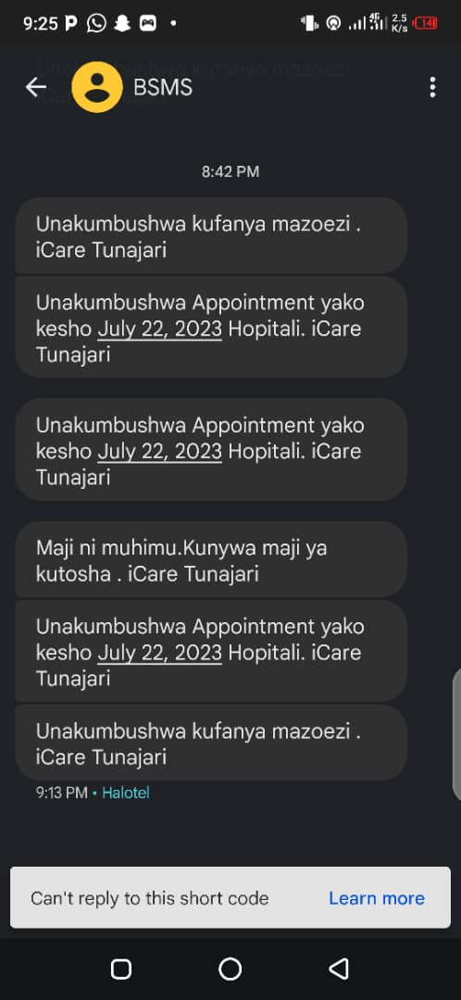 9:25
4G
2.5
K/s
14
BSMS
8:42 PM
Unakumbushwa kufanya mazoezi .
iCare Tunajari
Unakumbushwa Appointment yako
kesho July 22, 2023 Hopitali. iCare
Tunajari
Unakumbushwa Appointment yako
kesho July 22, 2023 Hopitali. iCare
Tunajari
Maji ni muhimu.Kunywa maji ya
kutosha . iCare Tunajari
Unakumbushwa Appointment yako
kesho July 22, 2023 Hopitali. iCare
Tunajari
Unakumbushwa kufanya mazoezi .
iCare Tunajari
9:13 PM • Halotel
Can't reply to this short code Learn more